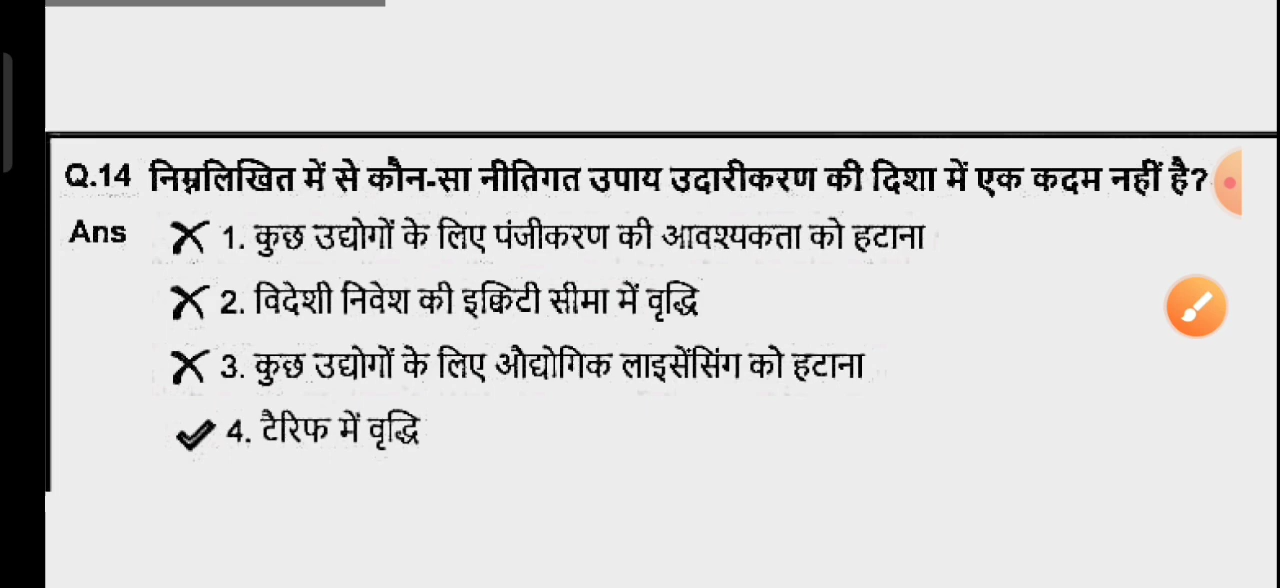 Q.14 निम्नलिखित में से कौन-सा नीतिगत उपाय उदारीकरण की दिशा में एक कदम नहीं है?
Ans 1. कुछ उद्योगों के लिए पंजीकरण की आवश्यकता को हटाना
2. विदेशी निवेश की इक्विटी सीमा में वृद्धि
3. कुछ उद्योगों के लिए औद्योगिक लाइसेंसिंग को हटाना
4. टैरिफ में वृद्धि